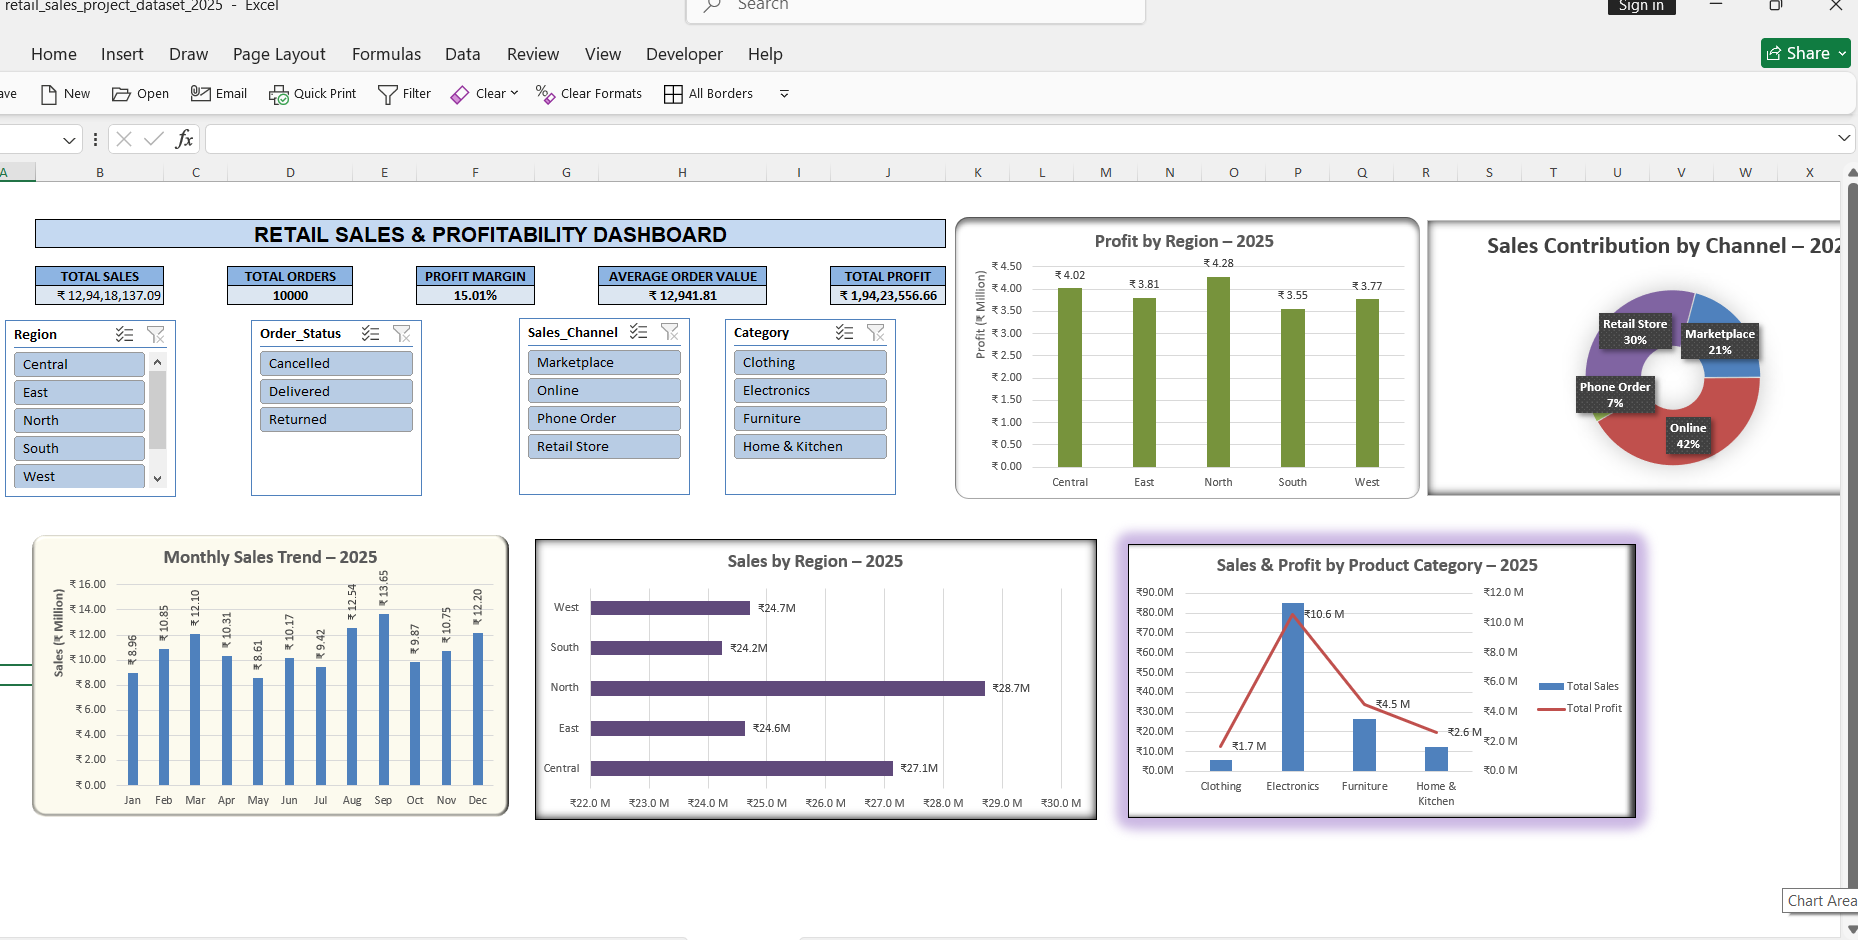 retail_sales_project_dataset_2025 - Excel
Search
Sign in
Home Insert Draw Page Layout Formulas Data Review View Developer Help
Share
ave New Open Email Quick Print Filter Clear Clear Formats All Borders
fx
A B C D E F G H I J K L M N O P Q R S T U V W X
RETAIL SALES & PROFITABILITY DASHBOARD
TOTAL SALES
₹ 12,94,18,137.09
TOTAL ORDERS
10000
PROFIT MARGIN
15.01%
AVERAGE ORDER VALUE
₹ 12,941.81
TOTAL PROFIT
₹ 1,94,23,556.66
Region
Central
East
North
South
West
Order_Status
Cancelled
Delivered
Returned
Sales_Channel
Marketplace
Online
Phone Order
Retail Store
Category
Clothing
Electronics
Furniture
Home & Kitchen
Profit by Region – 2025
Profit (₹ Million)
₹ 4.50
₹ 4.00
₹ 3.50
₹ 3.00
₹ 2.50
₹ 2.00
₹ 1.50
₹ 1.00
₹ 0.50
₹ 0.00
₹ 4.02
₹ 3.81
₹ 4.28
₹ 3.55
₹ 3.77
Central East North South West
Sales Contribution by Channel – 202
Retail Store
30%
Marketplace
21%
Phone Order
7%
Online
42%
Monthly Sales Trend – 2025
Sales (₹ Million)
₹ 16.00
₹ 14.00
₹ 12.00
₹ 10.00
₹ 8.00
₹ 6.00
₹ 4.00
₹ 2.00
₹ 0.00
₹ 8.96
₹ 10.85
₹ 12.10
₹ 10.31
₹ 8.61
₹ 10.17
₹ 9.42
₹ 12.54
₹ 13.65
₹ 9.87
₹ 10.75
₹ 12.20
Jan Feb Mar Apr May Jun Jul Aug Sep Oct Nov Dec
Sales by Region – 2025
West ₹24.7M
South ₹24.2M
North ₹28.7M
East ₹24.6M
Central ₹27.1M
₹22.0 M ₹23.0 M ₹24.0 M ₹25.0 M ₹26.0 M ₹27.0 M ₹28.0 M ₹29.0 M ₹30.0 M
Sales & Profit by Product Category – 2025
₹90.0M
₹80.0M
₹70.0M
₹60.0M
₹50.0M
₹40.0M
₹30.0M
₹20.0M
₹10.0M
₹0.0M
₹1.7 M
₹10.6 M
₹4.5 M
₹2.6 M
₹12.0 M
₹10.0 M
₹8.0 M
₹6.0 M
₹4.0 M
₹2.0 M
₹0.0 M
Clothing Electronics Furniture Home &
Kitchen
Total Sales
Total Profit
Chart Area